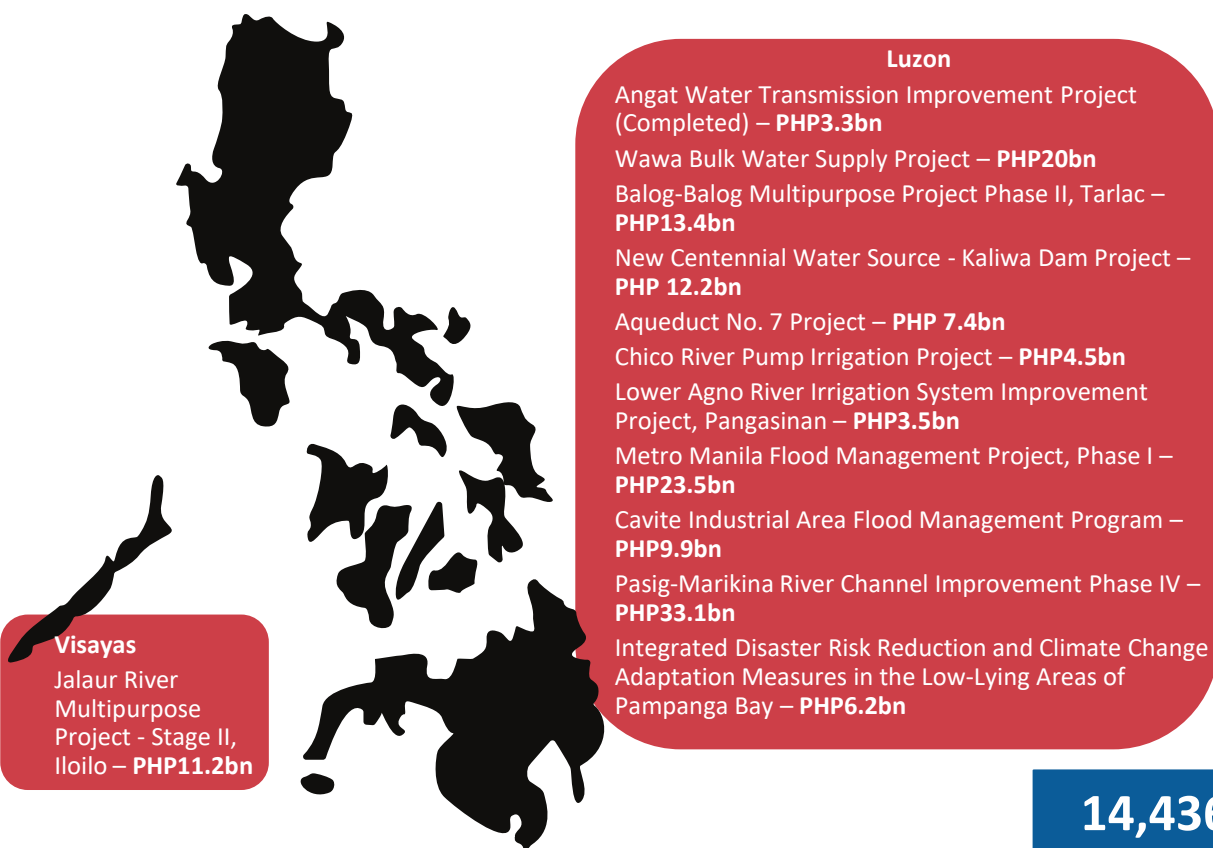 Luzon
Angat Water Transmission Improvement Project
(Completed) – PHP3.3bn
Wawa Bulk Water Supply Project – PHP20bn
Balog-Balog Multipurpose Project Phase II, Tarlac –
PHP13.4bn
New Centennial Water Source - Kaliwa Dam Project –
PHP 12.2bn
Aqueduct No. 7 Project – PHP 7.4bn
Chico River Pump Irrigation Project – PHP4.5bn
Lower Agno River Irrigation System Improvement
Project, Pangasinan – PHP3.5bn
Metro Manila Flood Management Project, Phase I –
PHP23.5bn
Cavite Industrial Area Flood Management Program –
PHP9.9bn
Pasig-Marikina River Channel Improvement Phase IV –
PHP33.1bn
Integrated Disaster Risk Reduction and Climate Change
Adaptation Measures in the Low-Lying Areas of
Pampanga Bay – PHP6.2bn
Visayas
Jalaur River
Multipurpose
Project - Stage II,
Iloilo – PHP11.2bn
14,436